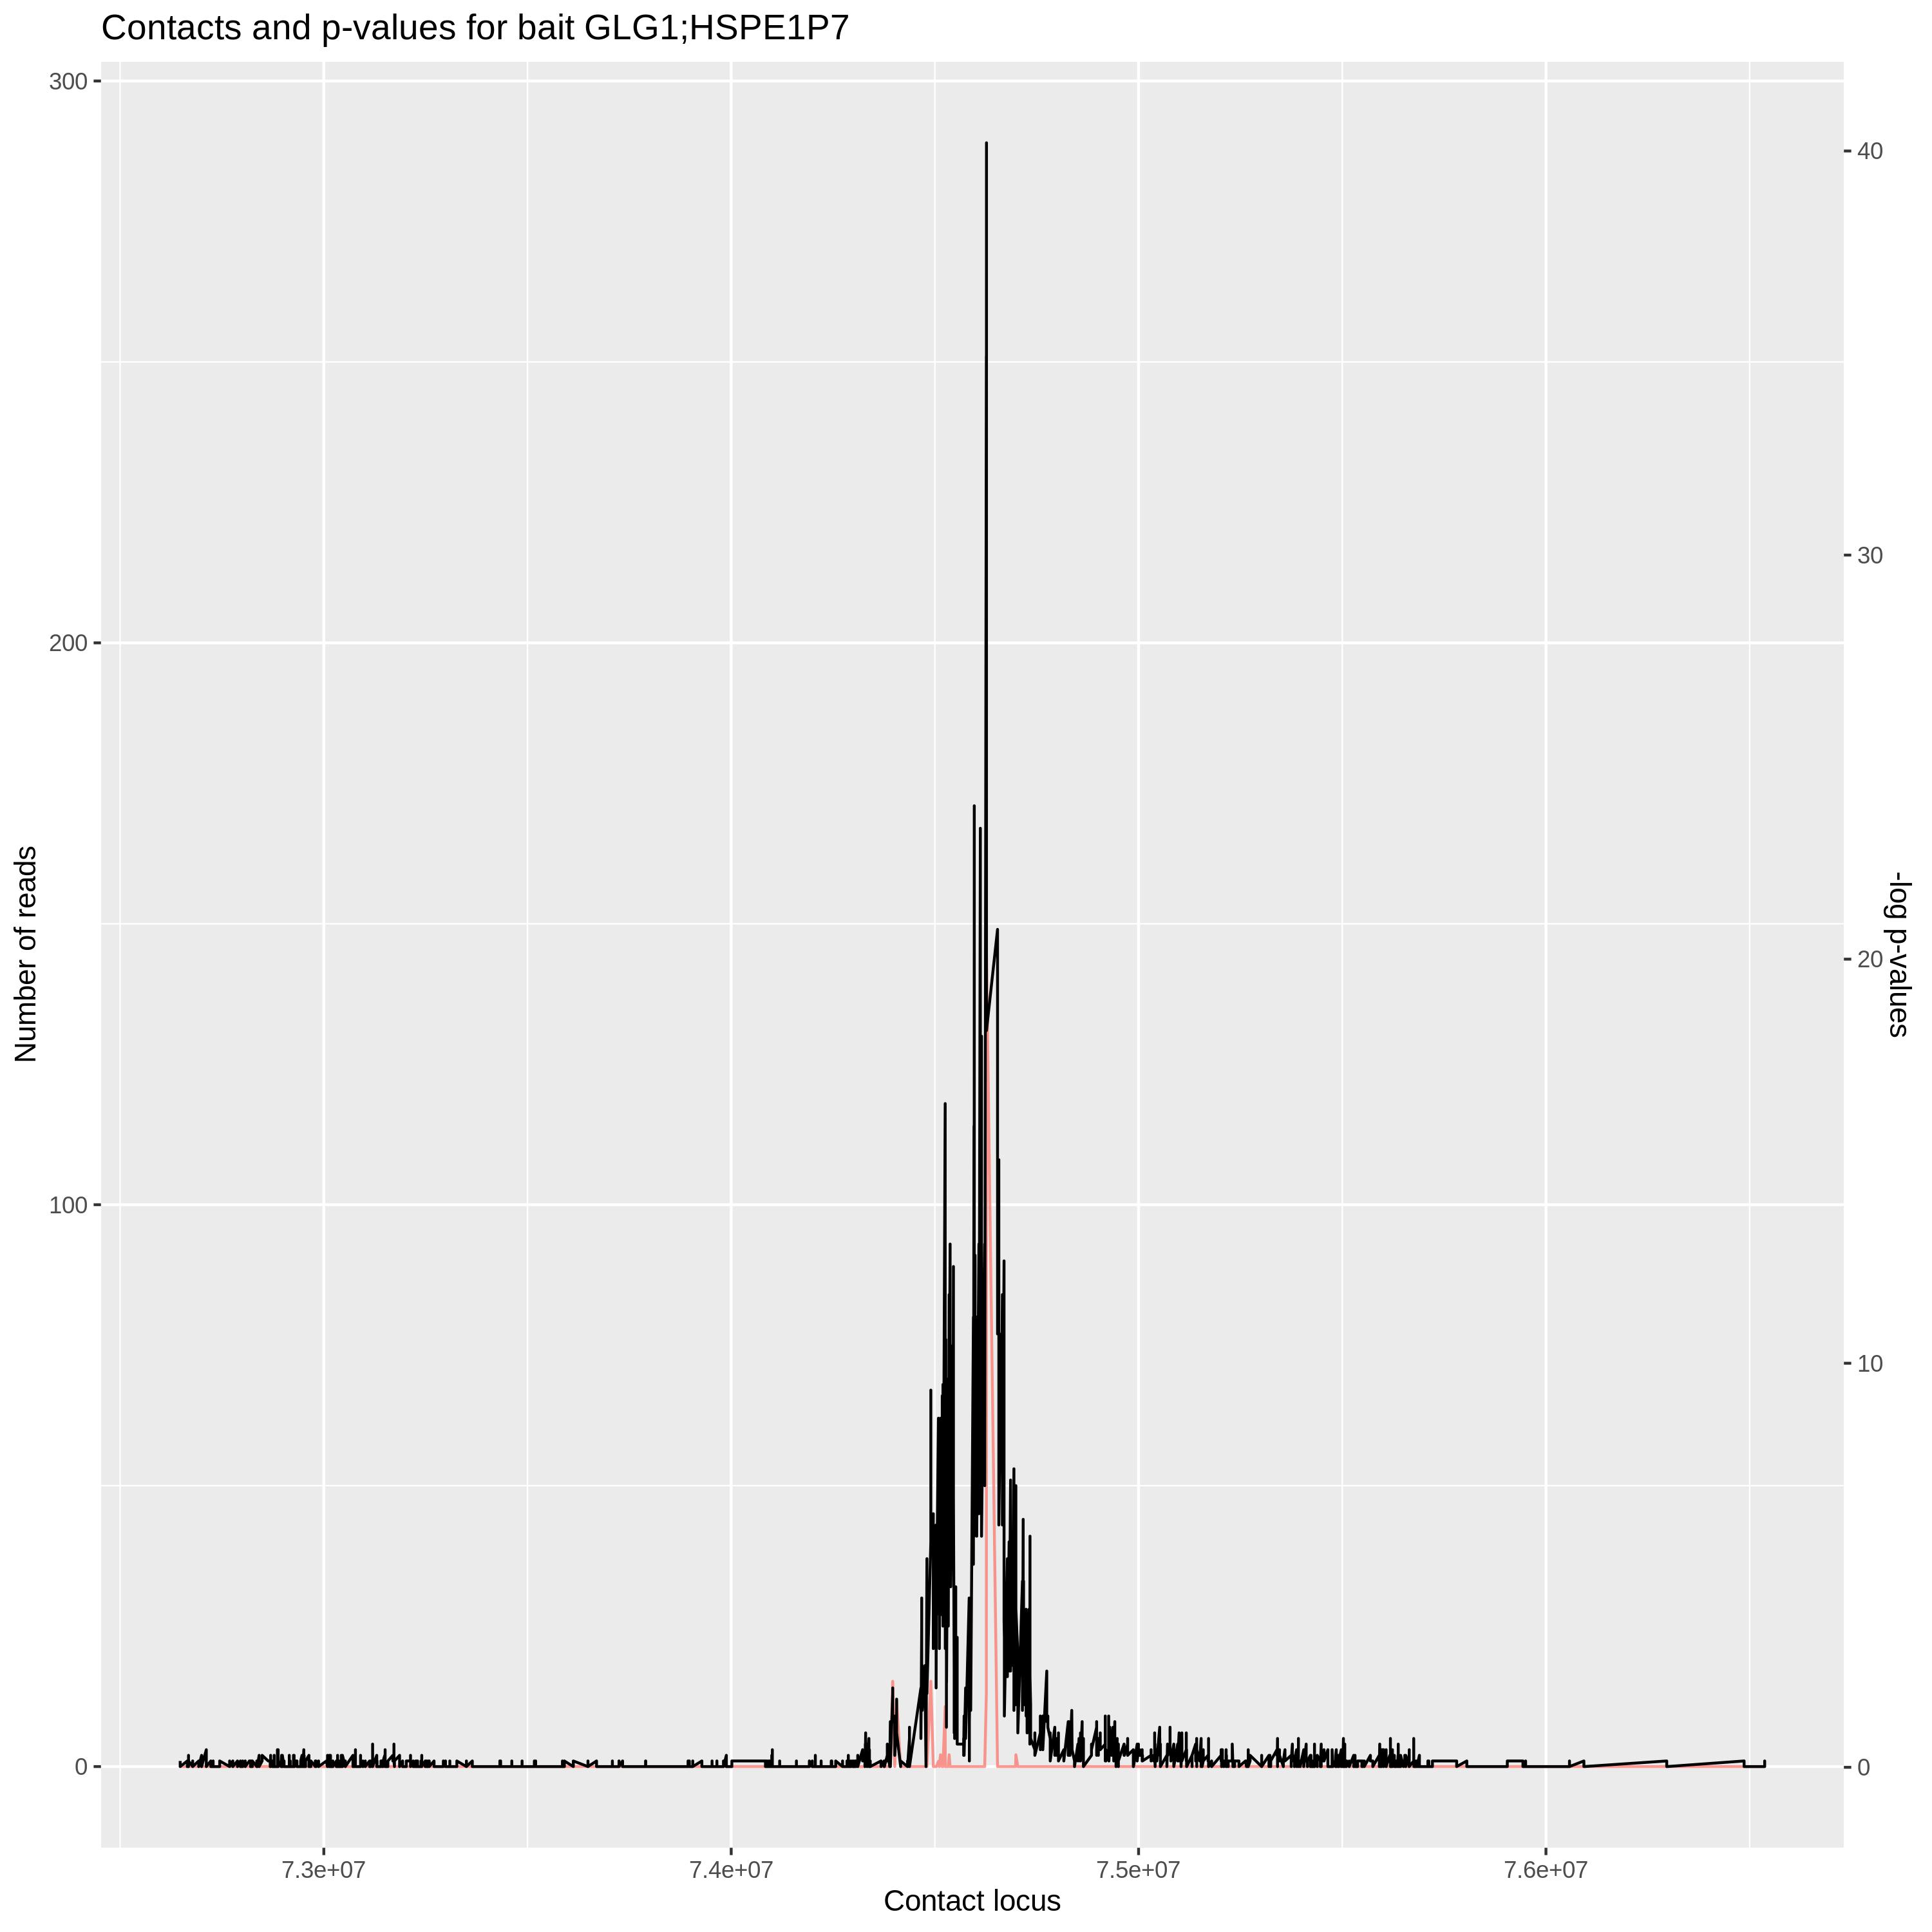 Contacts and p-values for bait GLG1;HSPE1P7
300
200
100
0
Number of reads
40
30
20
10
0
-log p-values
7.3e+07
7.4e+07
7.5e+07
7.6e+07
Contact locus